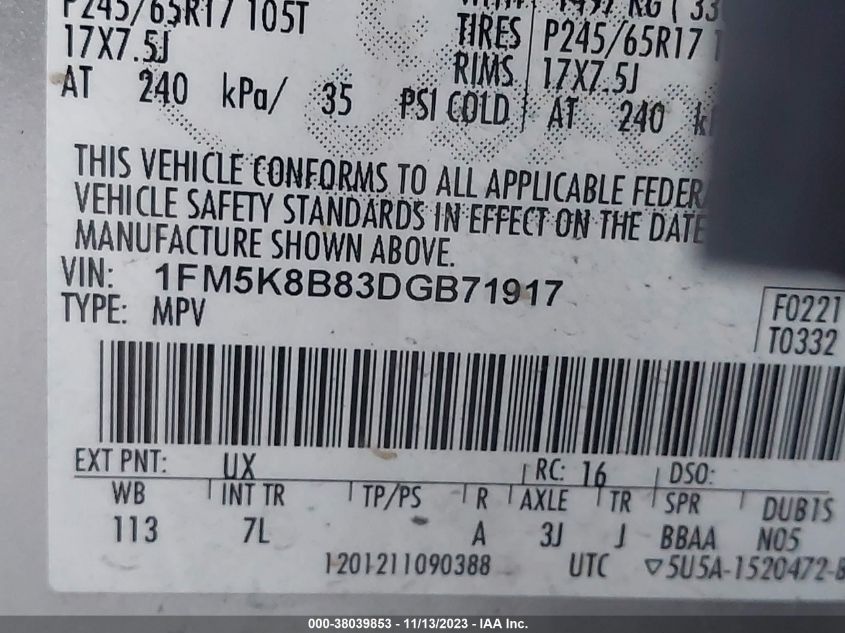 P245/65R17 105T
17X7.5J
AT 240 kPa/ 35 PSI COLD
TIRES P245/65R17
RIMS 17X7.5J
AT 240
THIS VEHICLE CONFORMS TO ALL APPLICABLE
VEHICLE SAFETY STANDARDS IN EFFECT ON THE DATE
MANUFACTURE SHOWN ABOVE.
VIN: 1FM5K8B83DGB71917
TYPE: MPV
F0221
T0332
EXT PNT: UX RC: 16 DSO:
WB INT TR TP/PS R AXLE TR SPR DUBTS
113 7L A 3J J BBAA N05
1201211090388 UTC ▽5U5A-1520472-B
000-38039853 - 11/13/2023 - IAA Inc.